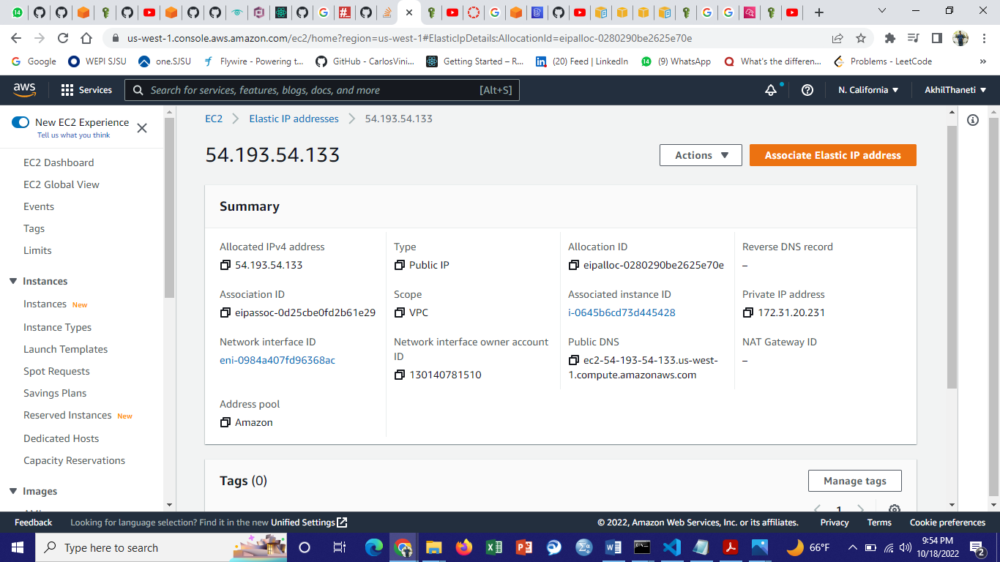 us-west-1.console.aws.amazon.com/ec2/home?region=us-west-1#ElasticIpDetails:AllocationId=eipalloc-0280290be2625e70e
Google WEPI SJSU one.SJSU Flywire - Powering t... GitHub - CarlosVini... Getting Started – R... (20) Feed | LinkedIn (9) WhatsApp What's the differen... Problems - LeetCode »
aws Services Search for services, features, blogs, docs, and more [Alt+S] N. California AkhilThaneti
New EC2 Experience
Tell us what you think
EC2 Dashboard
EC2 Global View
Events
Tags
Limits
Instances
Instances New
Instance Types
Launch Templates
Spot Requests
Savings Plans
Reserved Instances New
Dedicated Hosts
Capacity Reservations
Images
EC2 Elastic IP addresses 54.193.54.133
54.193.54.133
Actions Associate Elastic IP address
Summary
Allocated IPv4 address
54.193.54.133
Type
Public IP
Allocation ID
eipalloc-0280290be2625e70e
Reverse DNS record
–
Association ID
eipassoc-0d25cbe0fd2b61e29
Scope
VPC
Associated instance ID
i-0645b6cd73d445428
Private IP address
172.31.20.231
Network interface ID
eni-0984a407fd96368ac
Network interface owner account
ID
130140781510
Public DNS
ec2-54-193-54-133.us-west-
1.compute.amazonaws.com
NAT Gateway ID
–
Address pool
Amazon
Tags (0)
Manage tags
1
Feedback Looking for language selection? Find it in the new Unified Settings © 2022, Amazon Web Services, Inc. or its affiliates. Privacy Terms Cookie preferences
Type here to search 66°F 9:54 PM
10/18/2022 2